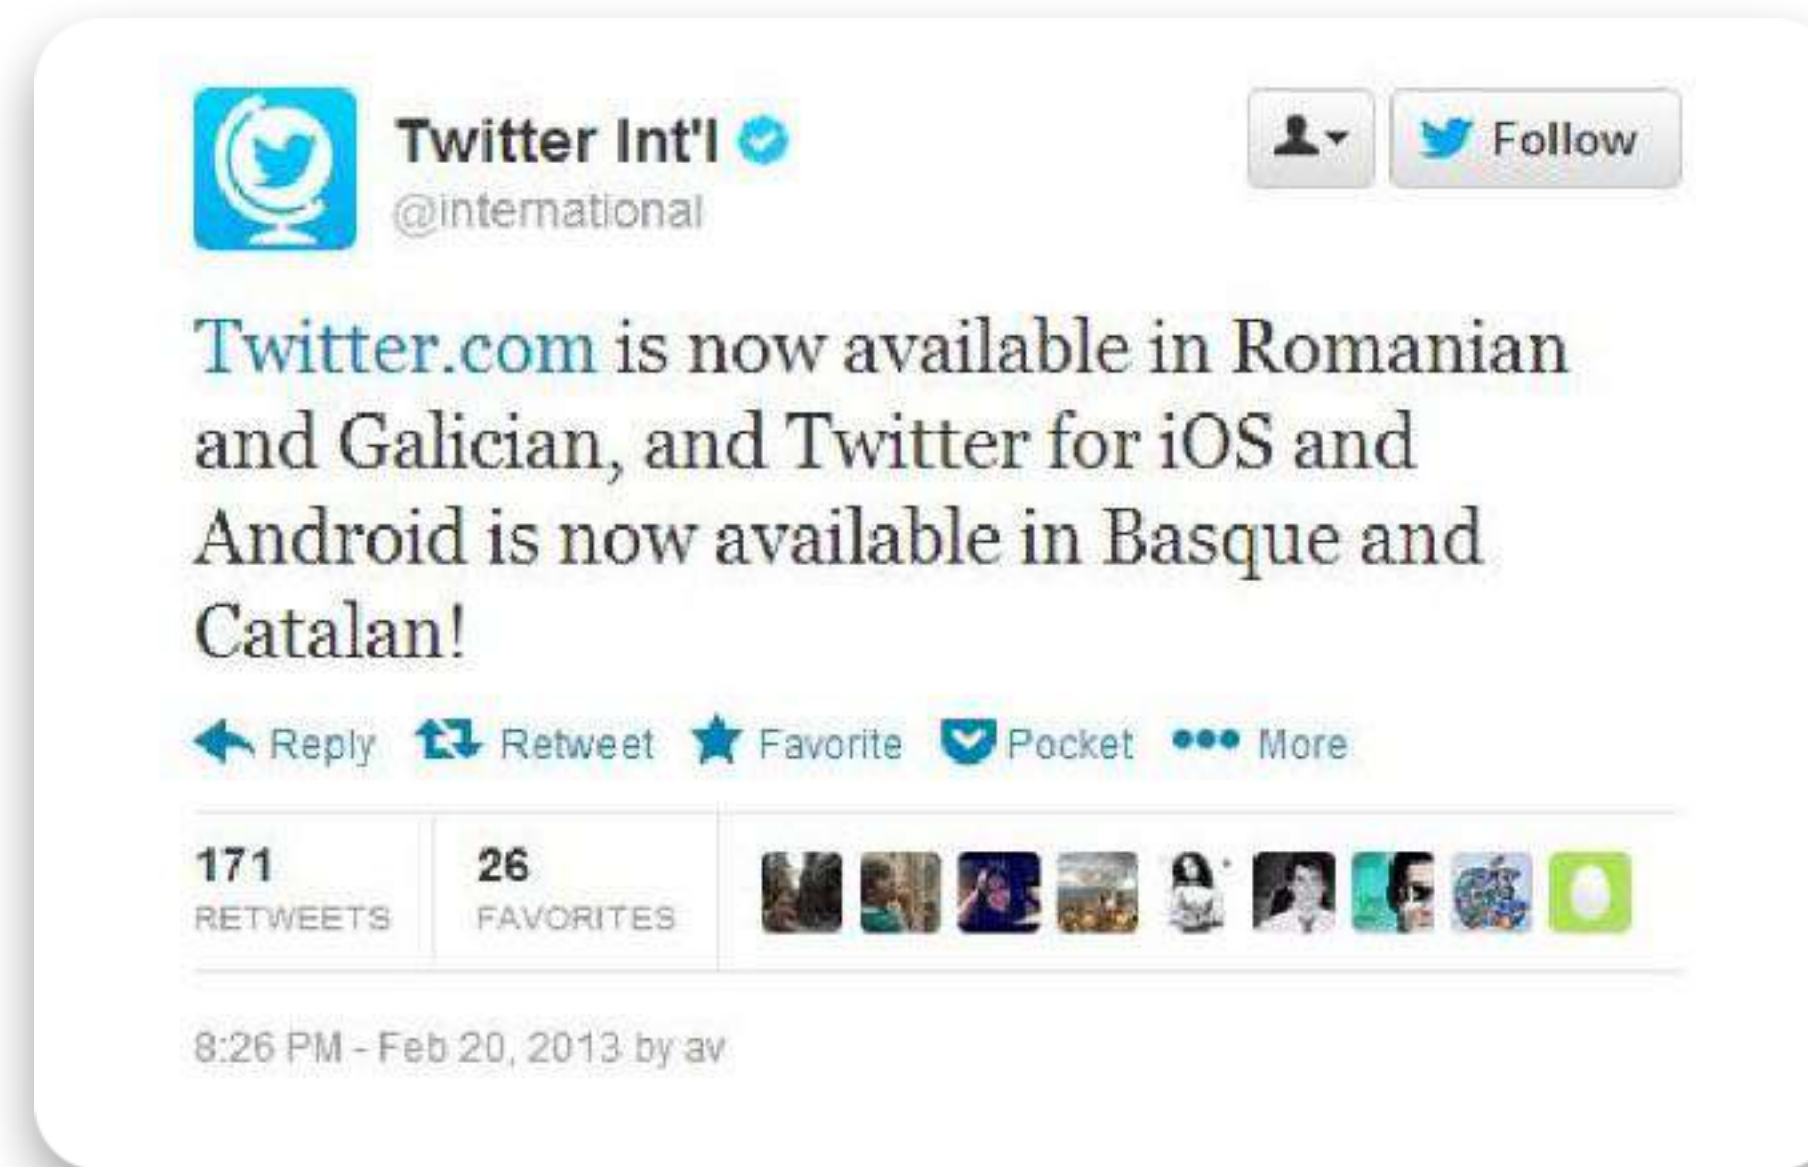 Twitter Int'l
@international
Follow
Twitter.com is now available in Romanian
and Galician, and Twitter for iOS and
Android is now available in Basque and
Catalan!
Reply Retweet Favorite Pocket More
171 26
RETWEETS FAVORITES
8:26 PM - Feb 20, 2013 by av